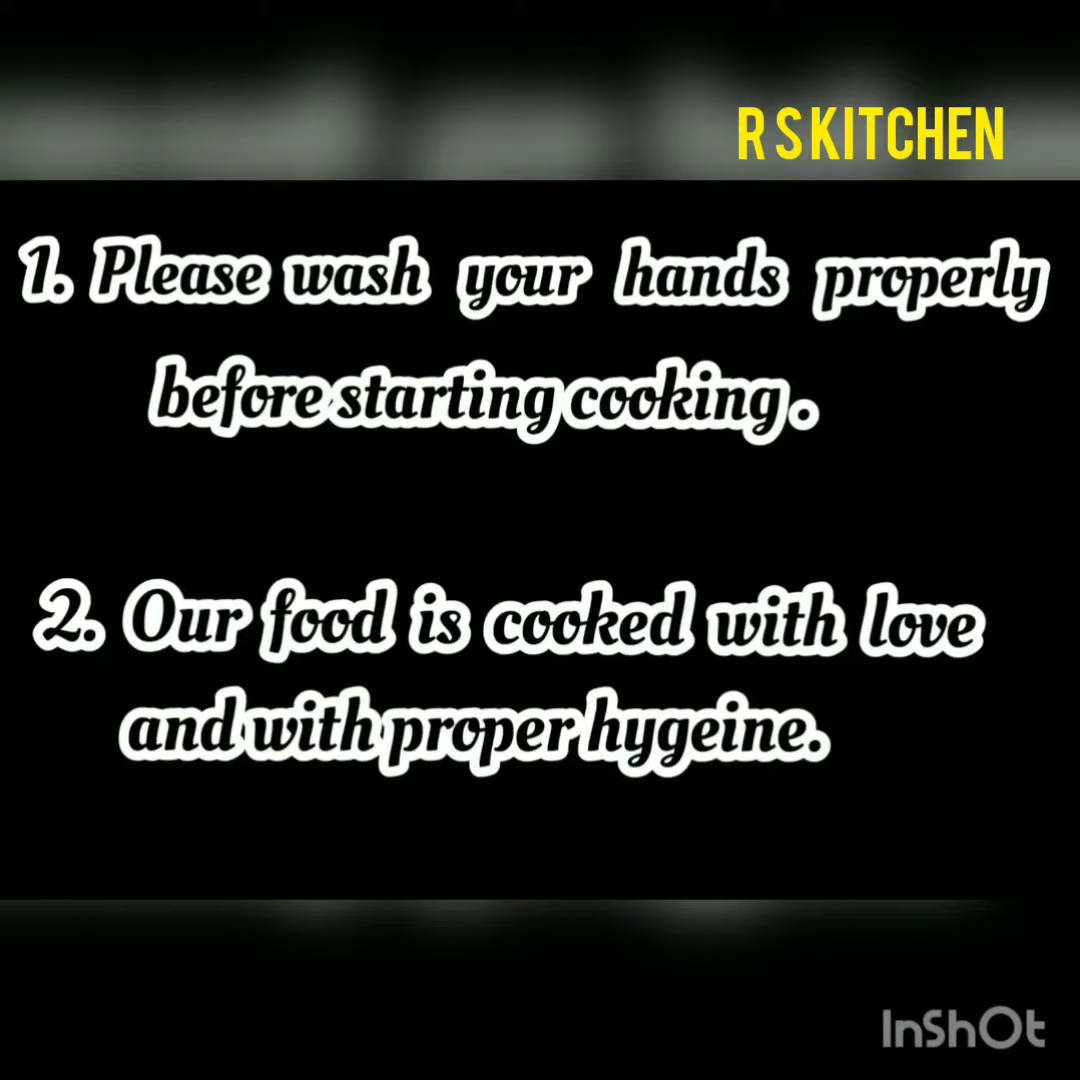 R S KITCHEN
1. Please wash your hands properly
before starting cooking.
2. Our food is cooked with love
and with proper hygeine.
InShOt